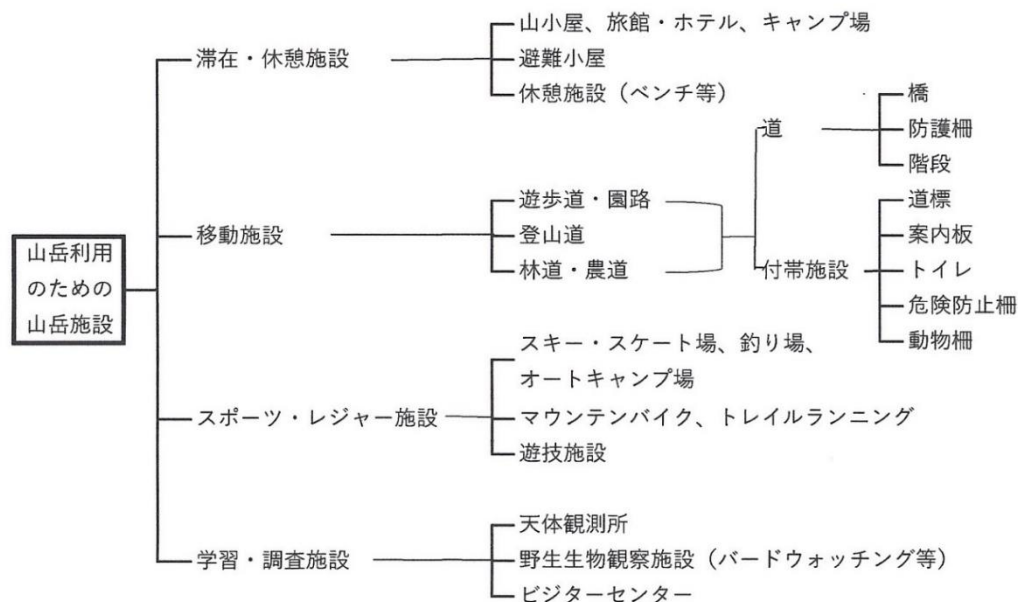 山岳利用
のための
山岳施設
滞在・休憩施設
山小屋、旅館・ホテル、キャンプ場
避難小屋
休憩施設（ベンチ等）
移動施設
遊歩道・園路
登山道
林道・農道
道
橋
防護柵
階段
付帯施設
道標
案内板
トイレ
危険防止柵
動物柵
スポーツ・レジャー施設
スキー・スケート場、釣り場、
オートキャンプ場
マウンテンバイク、トレイルランニング
遊技施設
学習・調査施設
天体観測所
野生生物観察施設（バードウォッチング等）
ビジターセンター